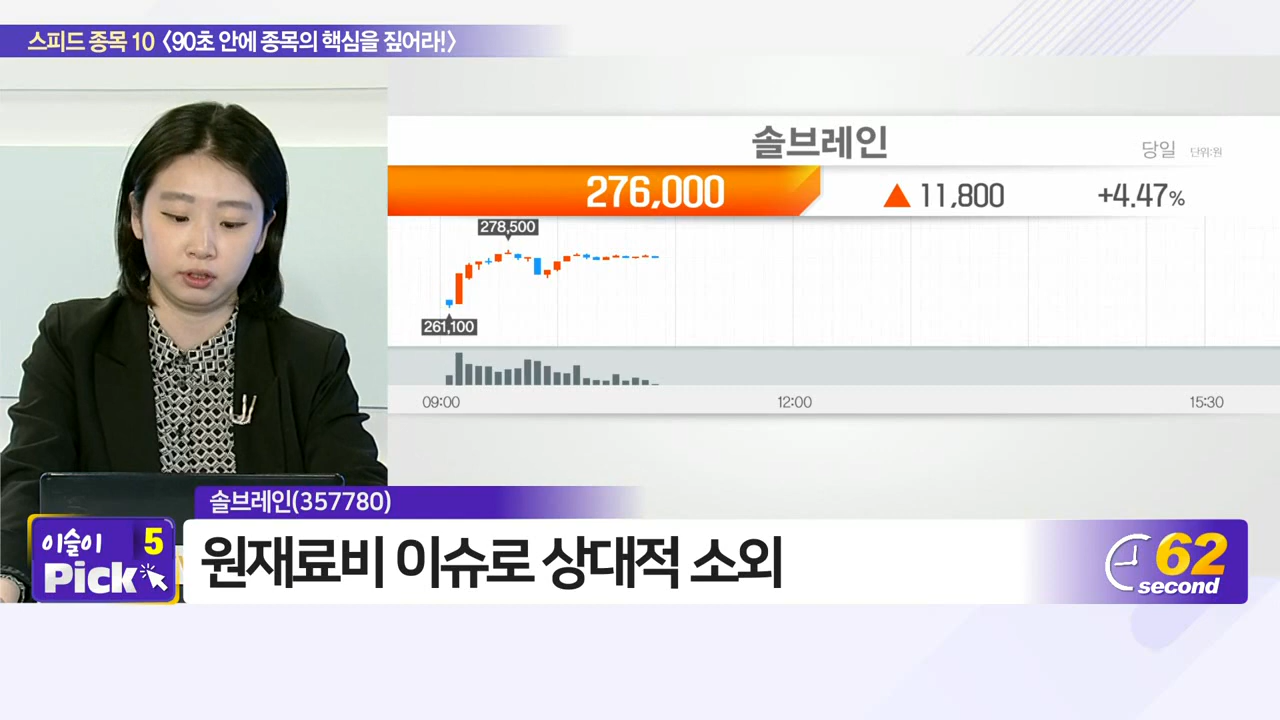 스피드 종목 10 〈90초 안에 종목의 핵심을 짚어라!〉
솔브레인
당일 단위:원
276,000 ▲ 11,800 +4.47%
278,500
261,100
09:00 12:00 15:30
솔브레인(357780)
이슬이 5
Pick
원재료비 이슈로 상대적 소외
62
second